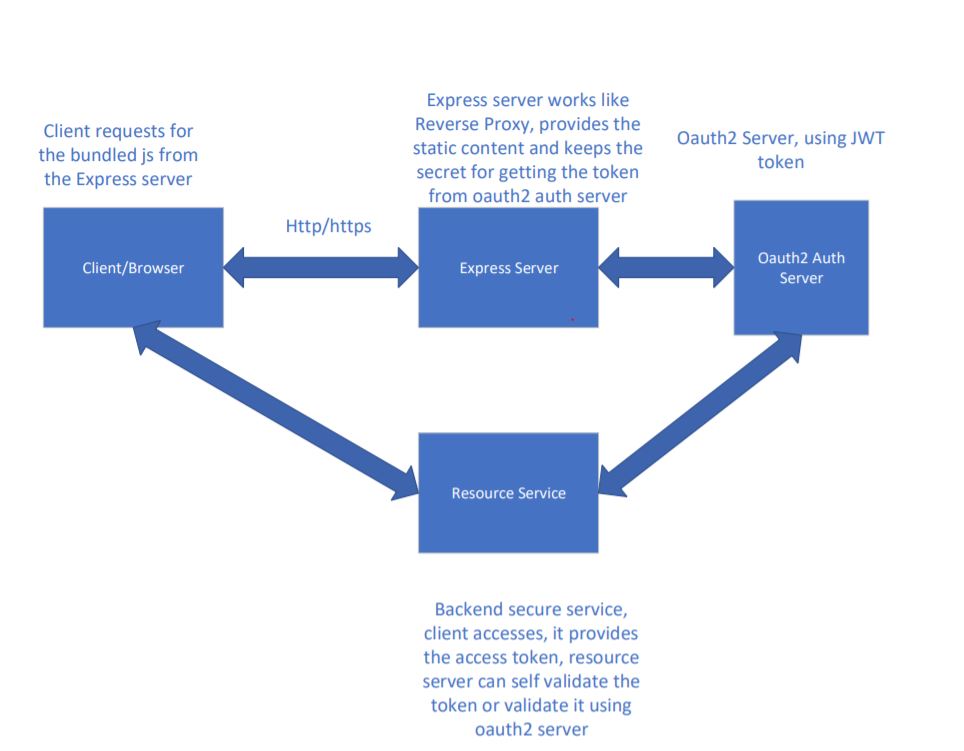 Client requests for
the bundled js from
the Express server
Express server works like
Reverse Proxy, provides the
static content and keeps the
secret for getting the token
from oauth2 auth server
Oauth2 Server, using JWT
token
Http/https
Client/Browser
Express Server
Oauth2 Auth
Server
Resource Service
Backend secure service,
client accesses, it provides
the access token, resource
server can self validate the
token or validate it using
oauth2 server